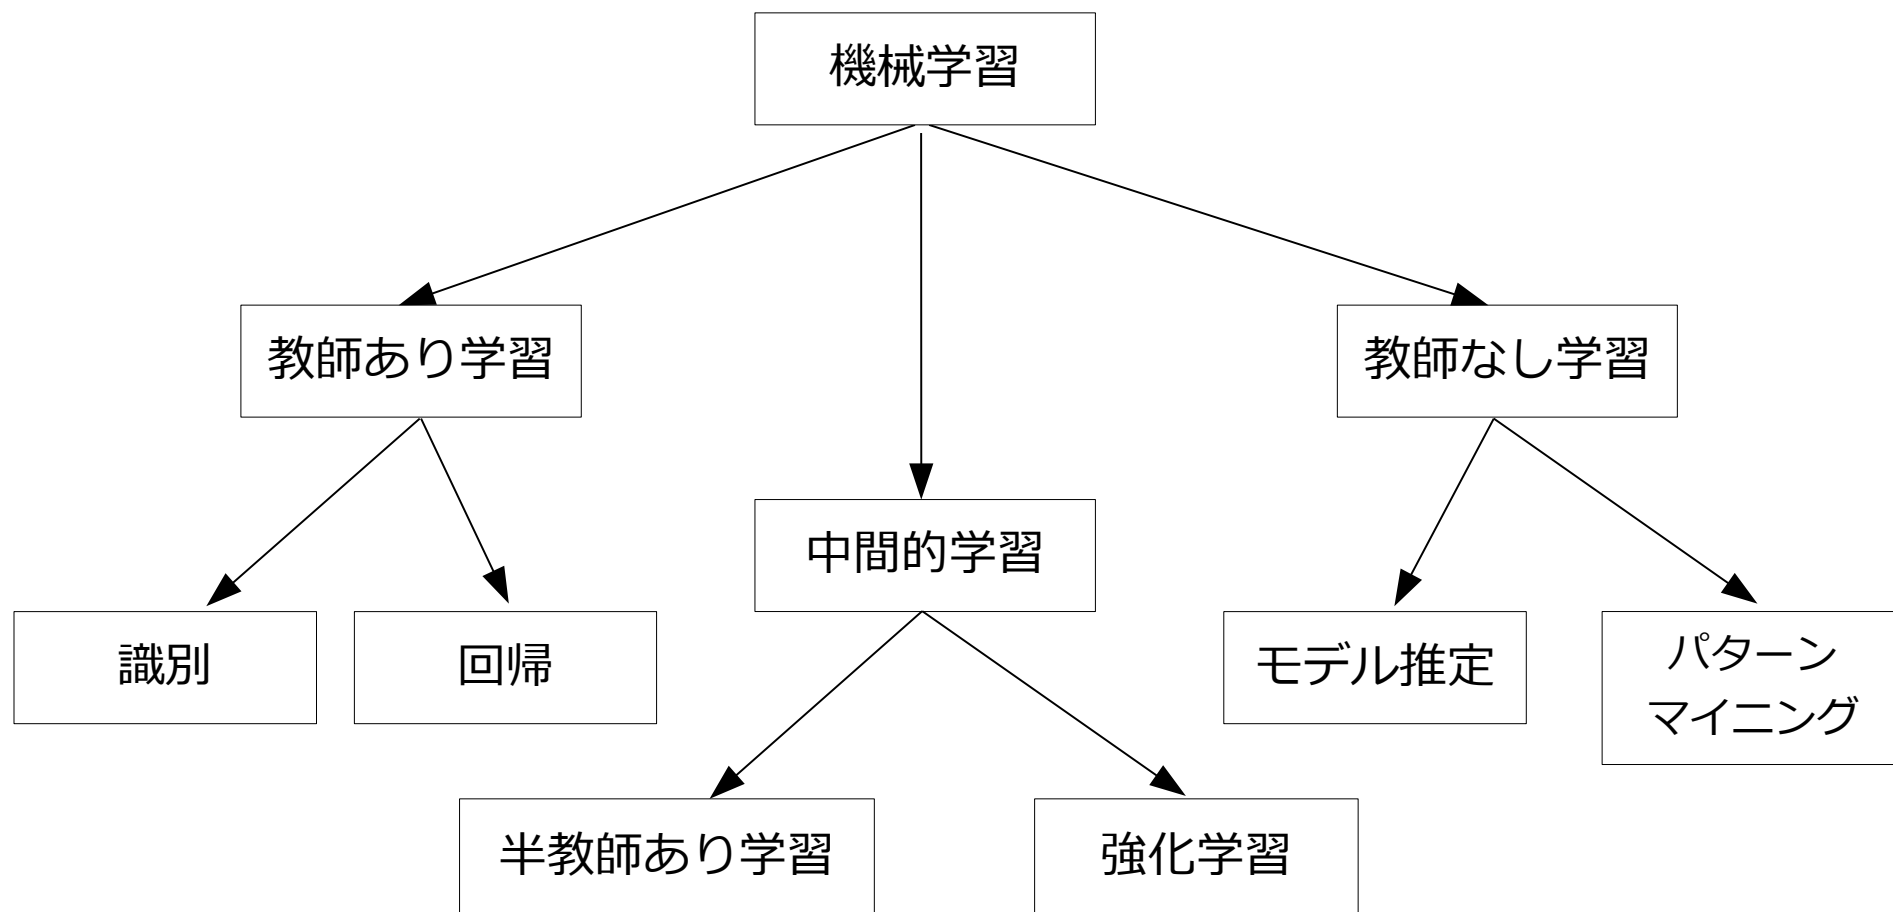 機械学習
教師あり学習
教師なし学習
中間的学習
識別
回帰
モデル推定
パターン
マイニング
半教師あり学習
強化学習